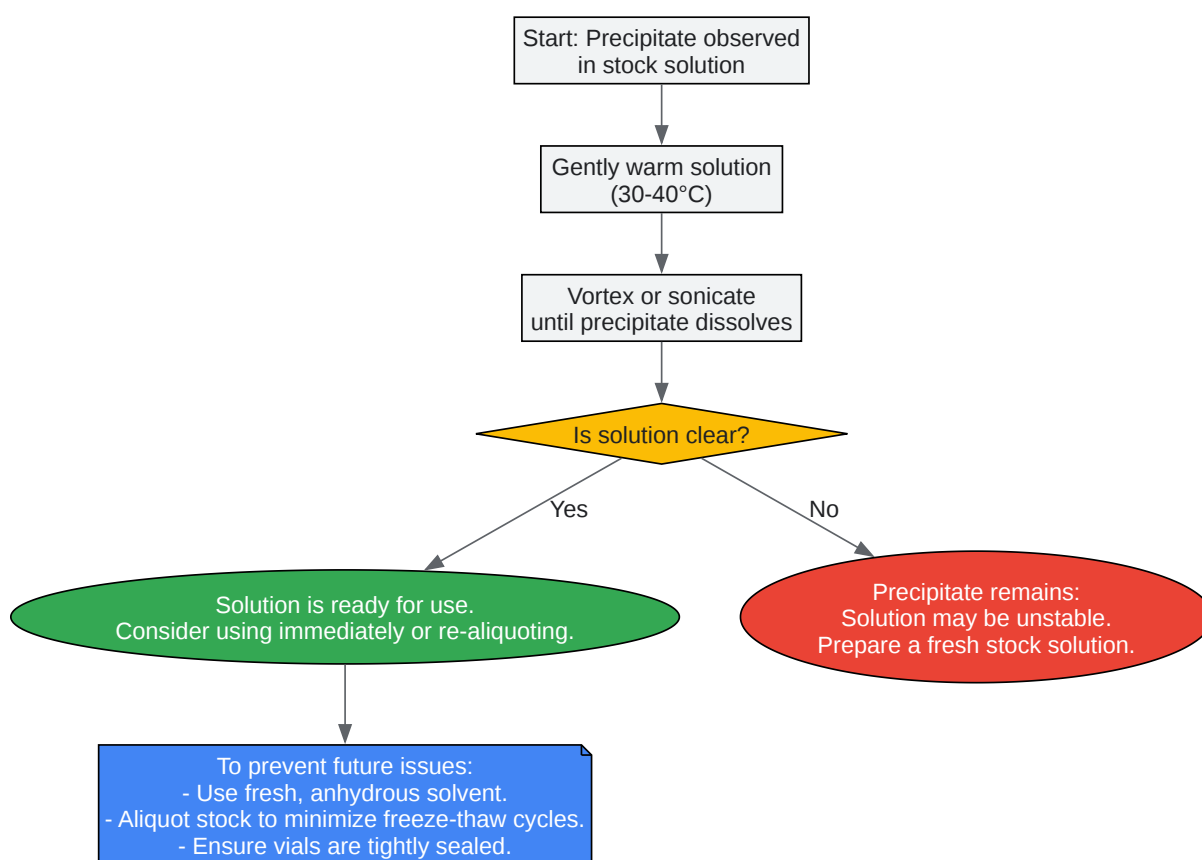 Start: Precipitate observed
in stock solution
Gently warm solution
(30-40°C)
Vortex or sonicate
until precipitate dissolves
Is solution clear?
Yes
No
Solution is ready for use.
Consider using immediately or re-aliquoting.
Precipitate remains:
Solution may be unstable.
Prepare a fresh stock solution.
To prevent future issues:
- Use fresh, anhydrous solvent.
- Aliquot stock to minimize freeze-thaw cycles.
- Ensure vials are tightly sealed.